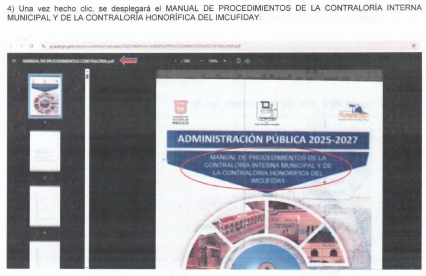 4) Una vez hecho clic, se desplegará el MANUAL DE PROCEDIMIENTOS DE LA CONTRALORÍA INTERNA
MUNICIPAL Y DE LA CONTRALORÍA HONORÍFICA DEL IMCUFIDAY:
MANUAL DE PROCEDIMIENTOS CONTRALORIA.pdf
ADMINISTRACIÓN PÚBLICA 2025-2027
MANUAL DE PROCEDIMIENTOS DE LA
CONTRALORÍA INTERNA MUNICIPAL Y DE
LA CONTRALORÍA HONORIFICA DEL
IMCUFIDAY